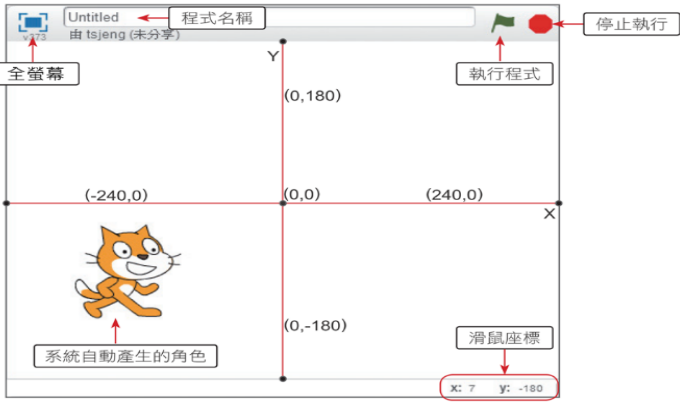 Untitled
程式名稱
v373
由 tsjeng (未分享)
停止執行
全螢幕
執行程式
Y
(0,180)
(-240,0)
(0,0)
(240,0)
X
(0,-180)
滑鼠座標
系統自動產生的角色
x: 7 y: -180